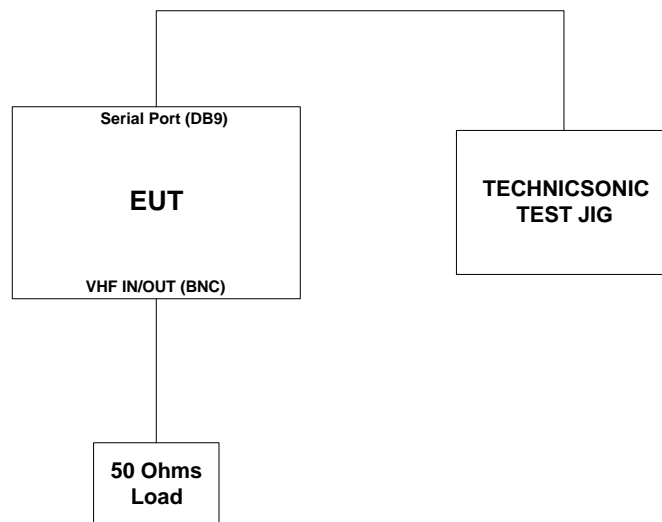 Serial Port (DB9)
EUT
VHF IN/OUT (BNC)
TECHNICSONIC
TEST JIG
50 Ohms
Load